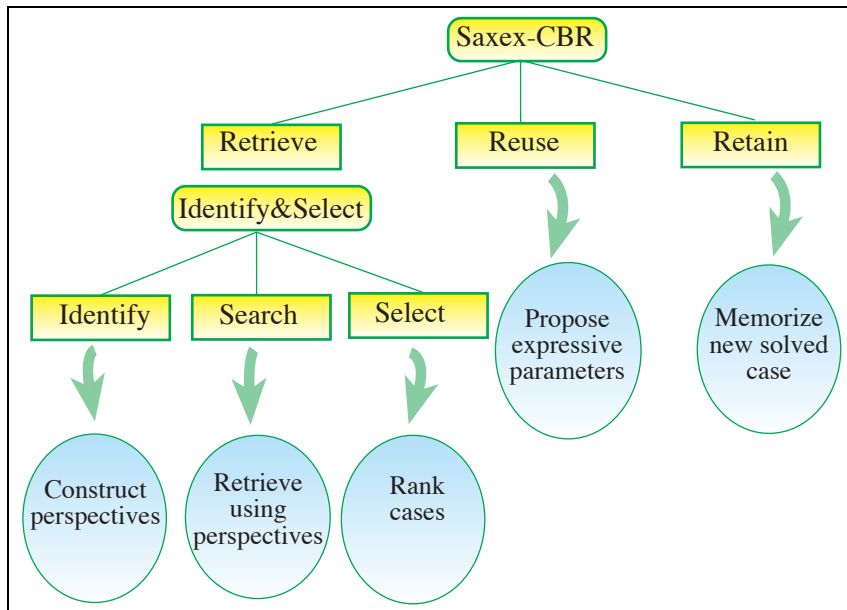 Saxex-CBR
Retrieve
Reuse
Retain
Identify&Select
Identify
Search
Select
Propose
expressive
parameters
Memorize
new solved
case
Construct
perspectives
Retrieve
using
perspectives
Rank
cases